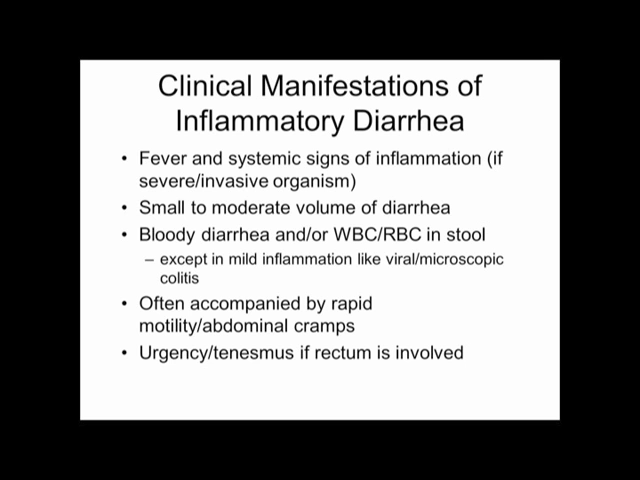 Clinical Manifestations of
Inflammatory Diarrhea
• Fever and systemic signs of inflammation (if
severe/invasive organism)
• Small to moderate volume of diarrhea
• Bloody diarrhea and/or WBC/RBC in stool
– except in mild inflammation like viral/microscopic
colitis
• Often accompanied by rapid
motility/abdominal cramps
• Urgency/tenesmus if rectum is involved